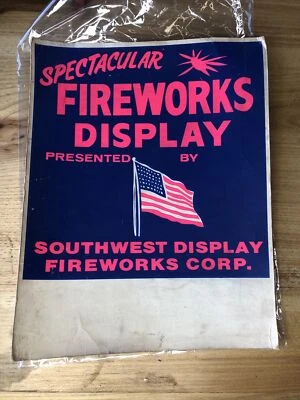 SPECTACULAR
FIREWORKS
DISPLAY
PRESENTED BY
SOUTHWEST DISPLAY
FIREWORKS CORP.